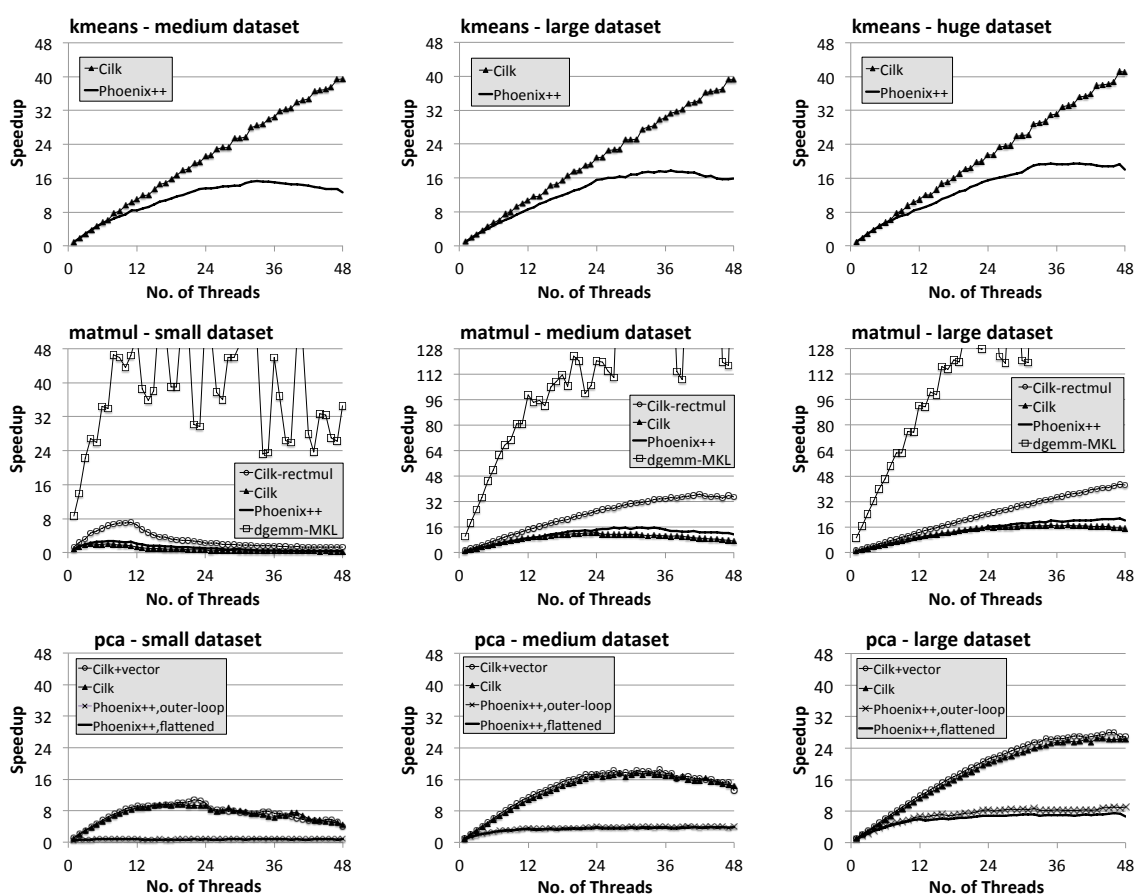 kmeans - medium dataset
48
40
32
24
16
8
0
Speedup
Cilk
Phoenix++
0 12 24 36 48
No. of Threads
kmeans - large dataset
48
40
32
24
16
8
0
Speedup
Cilk
Phoenix++
0 12 24 36 48
No. of Threads
kmeans - huge dataset
48
40
32
24
16
8
0
Speedup
Cilk
Phoenix++
0 12 24 36 48
No. of Threads
matmul - small dataset
48
40
32
24
16
8
0
Speedup
Cilk-rectmul
Cilk
Phoenix++
dgemm-MKL
0 12 24 36 48
No. of Threads
matmul - medium dataset
128
112
96
80
64
48
32
16
0
Speedup
Cilk-rectmul
Cilk
Phoenix++
dgemm-MKL
0 12 24 36 48
No. of Threads
matmul - large dataset
128
112
96
80
64
48
32
16
0
Speedup
Cilk-rectmul
Cilk
Phoenix++
dgemm-MKL
0 12 24 36 48
No. of Threads
pca - small dataset
48
40
32
24
16
8
0
Speedup
Cilk+vector
Cilk
Phoenix++,outer-loop
Phoenix++,flattened
0 12 24 36 48
No. of Threads
pca - medium dataset
48
40
32
24
16
8
0
Speedup
Cilk+vector
Cilk
Phoenix++,outer-loop
Phoenix++,flattened
0 12 24 36 48
No. of Threads
pca - large dataset
48
40
32
24
16
8
0
Speedup
Cilk+vector
Cilk
Phoenix++,outer-loop
Phoenix++,flattened
0 12 24 36 48
No. of Threads